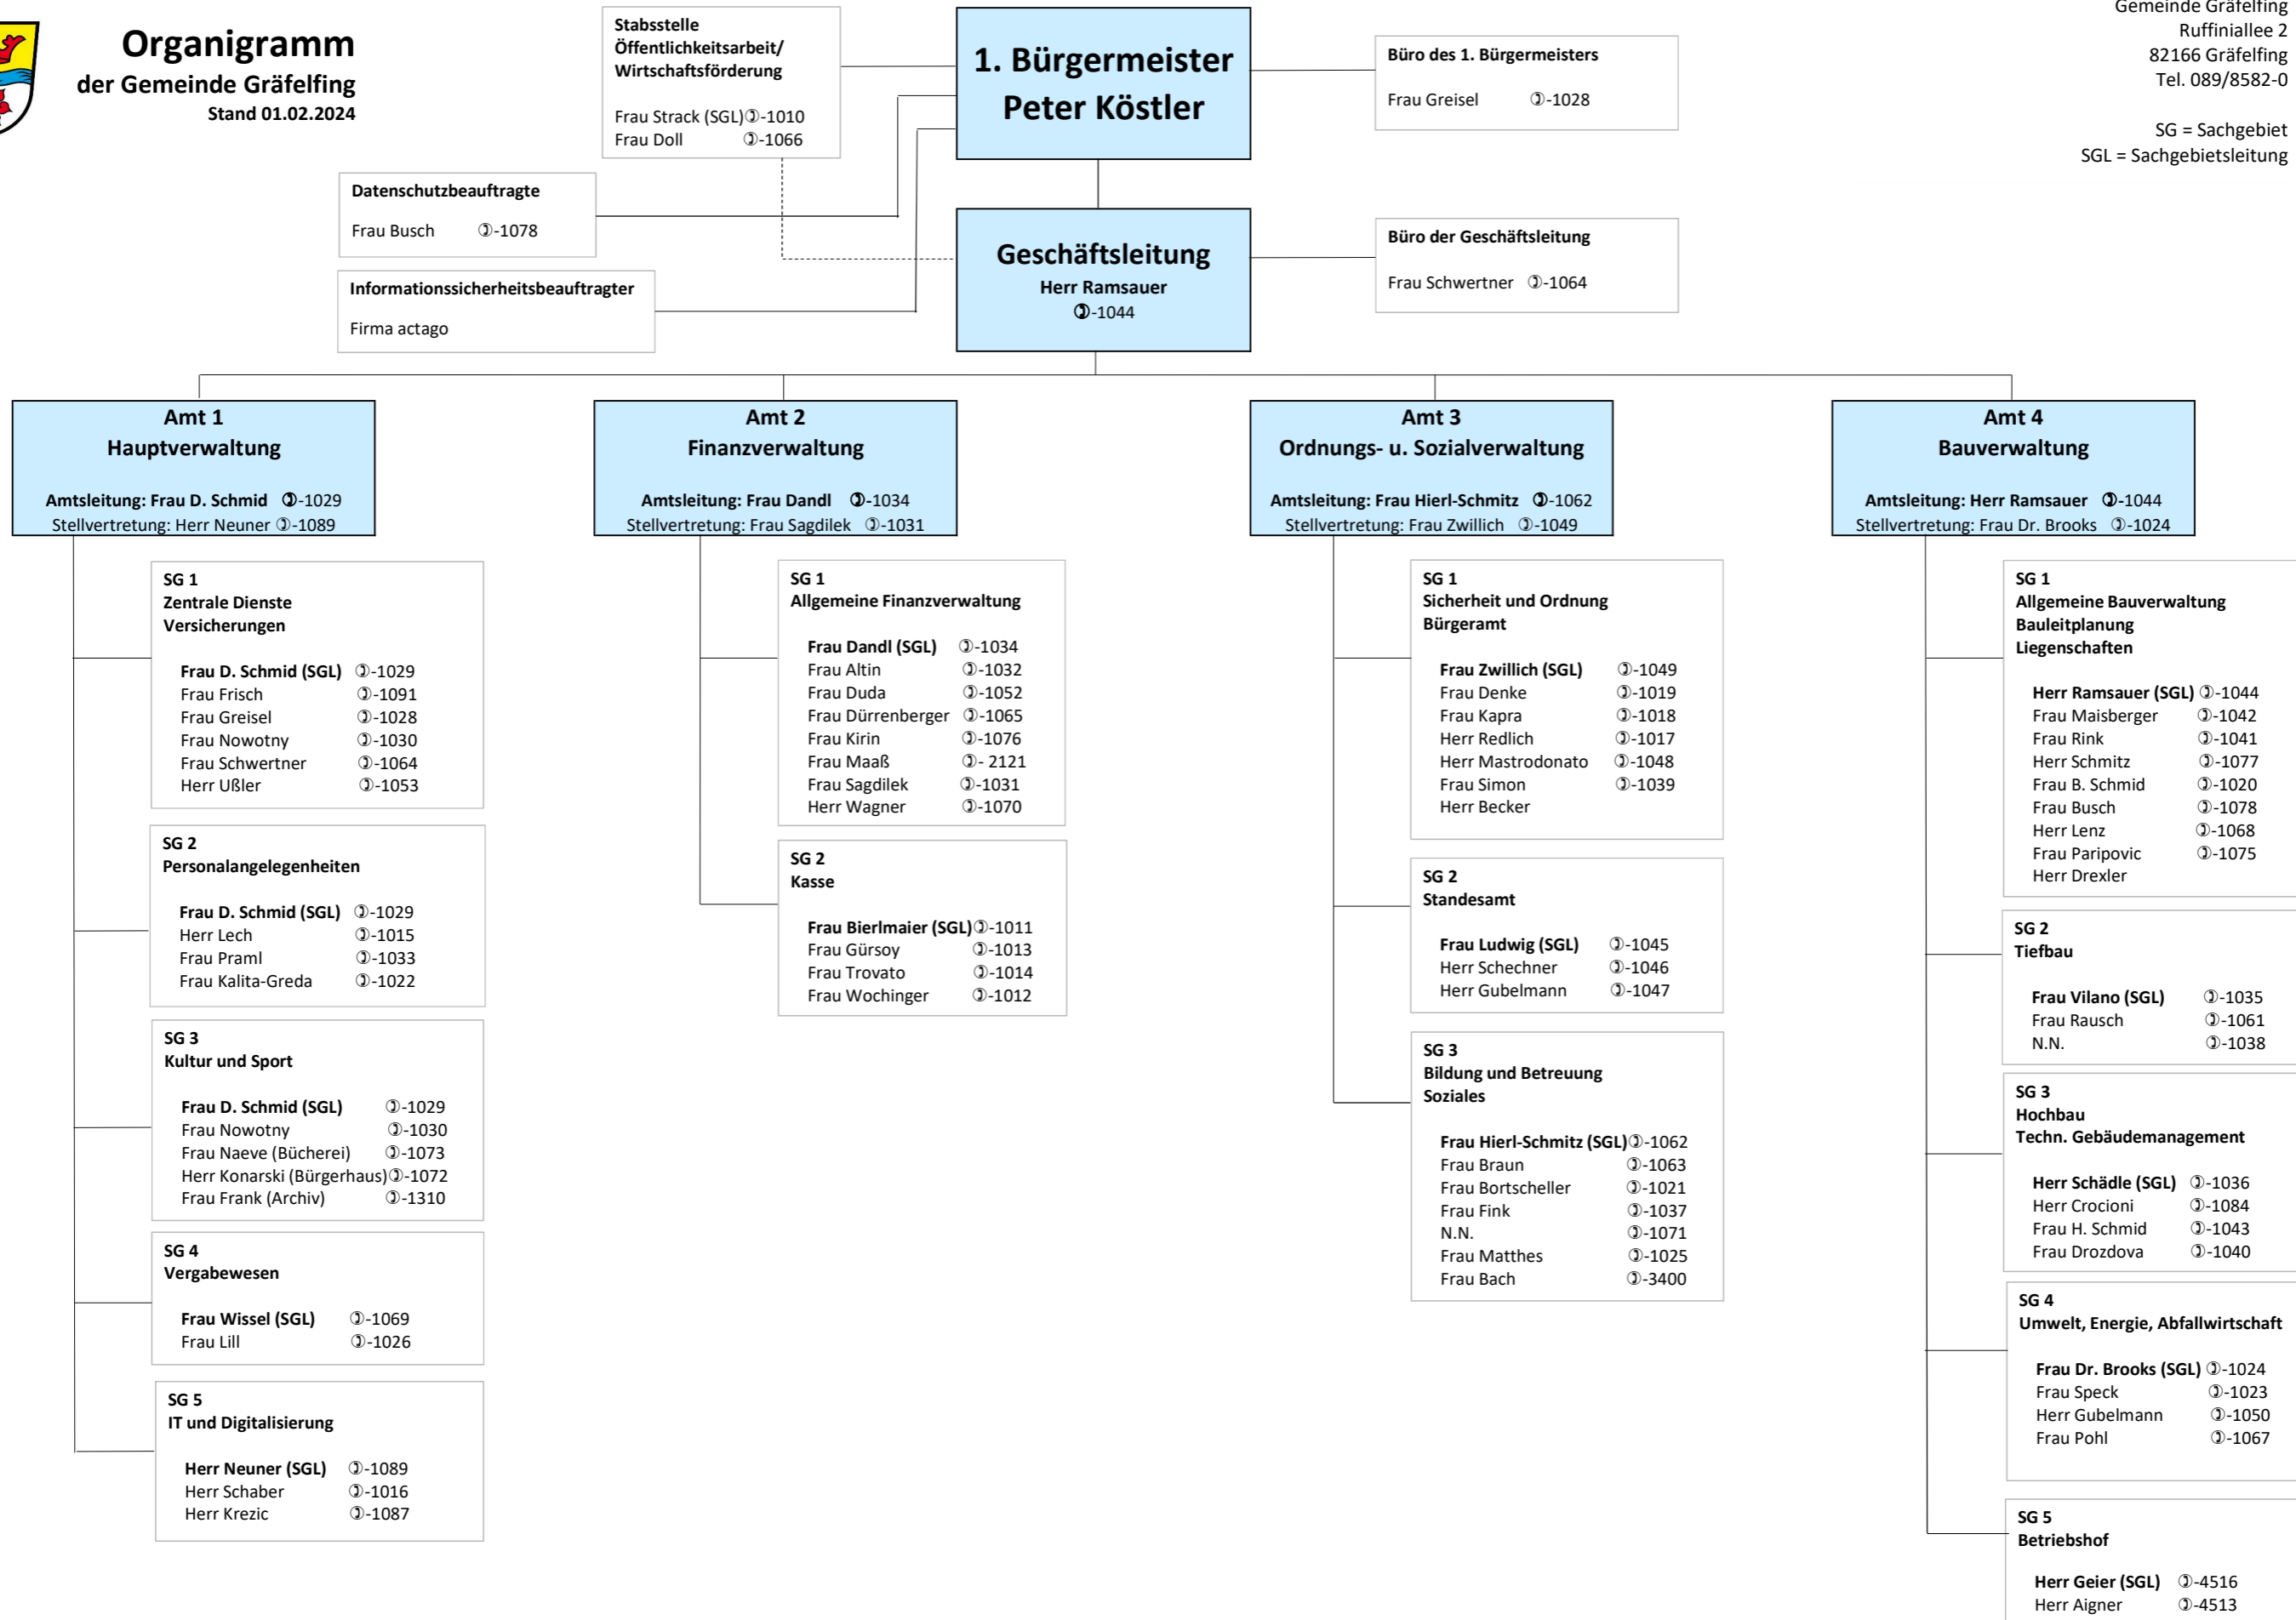 Organigramm
der Gemeinde Gräfelfing
Stand 01.02.2024
Stabsstelle
Öffentlichkeitsarbeit/
Wirtschaftsförderung
Frau Strack (SGL) -1010
Frau Doll -1066
1. Bürgermeister
Peter Köstler
Büro des 1. Bürgermeisters
Frau Greisel -1028
Gemeinde Gräfelfing
Ruffiniallee 2
82166 Gräfelfing
Tel. 089/8582-0
SG = Sachgebiet
SGL = Sachgebietsleitung
Datenschutzbeauftragte
Frau Busch -1078
Informationssicherheitsbeauftragter
Firma actago
Geschäftsleitung
Herr Ramsauer
-1044
Büro der Geschäftsleitung
Frau Schwertner -1064
Amt 1
Hauptverwaltung
Amtsleitung: Frau D. Schmid -1029
Stellvertretung: Herr Neuner -1089
SG 1
Zentrale Dienste
Versicherungen
Frau D. Schmid (SGL) -1029
Frau Frisch -1091
Frau Greisel -1028
Frau Nowotny -1030
Frau Schwertner -1064
Herr Ußler -1053
SG 2
Personalangelegenheiten
Frau D. Schmid (SGL) -1029
Herr Lech -1015
Frau Praml -1033
Frau Kalita-Greda -1022
SG 3
Kultur und Sport
Frau D. Schmid (SGL) -1029
Frau Nowotny -1030
Frau Naeve (Bücherei) -1073
Herr Konarski (Bürgerhaus) -1072
Frau Frank (Archiv) -1310
SG 4
Vergabewesen
Frau Wissel (SGL) -1069
Frau Lill -1026
SG 5
IT und Digitalisierung
Herr Neuner (SGL) -1089
Herr Schaber -1016
Herr Krezic -1087
Amt 2
Finanzverwaltung
Amtsleitung: Frau Dandl -1034
Stellvertretung: Frau Sagdilek -1031
SG 1
Allgemeine Finanzverwaltung
Frau Dandl (SGL) -1034
Frau Altin -1032
Frau Duda -1052
Frau Dürrenberger -1065
Frau Kirin -1076
Frau Maaß - 2121
Frau Sagdilek -1031
Herr Wagner -1070
SG 2
Kasse
Frau Bierlmaier (SGL) -1011
Frau Gürsoy -1013
Frau Trovato -1014
Frau Wochinger -1012
Amt 3
Ordnungs- u. Sozialverwaltung
Amtsleitung: Frau Hierl-Schmitz -1062
Stellvertretung: Frau Zwillich -1049
SG 1
Sicherheit und Ordnung
Bürgeramt
Frau Zwillich (SGL) -1049
Frau Denke -1019
Frau Kapra -1018
Herr Redlich -1017
Herr Mastrodonato -1048
Frau Simon -1039
Herr Becker
SG 2
Standesamt
Frau Ludwig (SGL) -1045
Herr Schechner -1046
Herr Gubelmann -1047
SG 3
Bildung und Betreuung
Soziales
Frau Hierl-Schmitz (SGL) -1062
Frau Braun -1063
Frau Bortscheller -1021
Frau Fink -1037
N.N. -1071
Frau Matthes -1025
Frau Bach -3400
Amt 4
Bauverwaltung
Amtsleitung: Herr Ramsauer -1044
Stellvertretung: Frau Dr. Brooks -1024
SG 1
Allgemeine Bauverwaltung
Bauleitplanung
Liegenschaften
Herr Ramsauer (SGL) -1044
Frau Maisberger -1042
Frau Rink -1041
Herr Schmitz -1077
Frau B. Schmid -1020
Frau Busch -1078
Herr Lenz -1068
Frau Paripovic -1075
Herr Drexler
SG 2
Tiefbau
Frau Vilano (SGL) -1035
Frau Rausch -1061
N.N. -1038
SG 3
Hochbau
Techn. Gebäudemanagement
Herr Schädle (SGL) -1036
Herr Crocioni -1084
Frau H. Schmid -1043
Frau Drozdova -1040
SG 4
Umwelt, Energie, Abfallwirtschaft
Frau Dr. Brooks (SGL) -1024
Frau Speck -1023
Herr Gubelmann -1050
Frau Pohl -1067
SG 5
Betriebshof
Herr Geier (SGL) -4516
Herr Aigner -4513